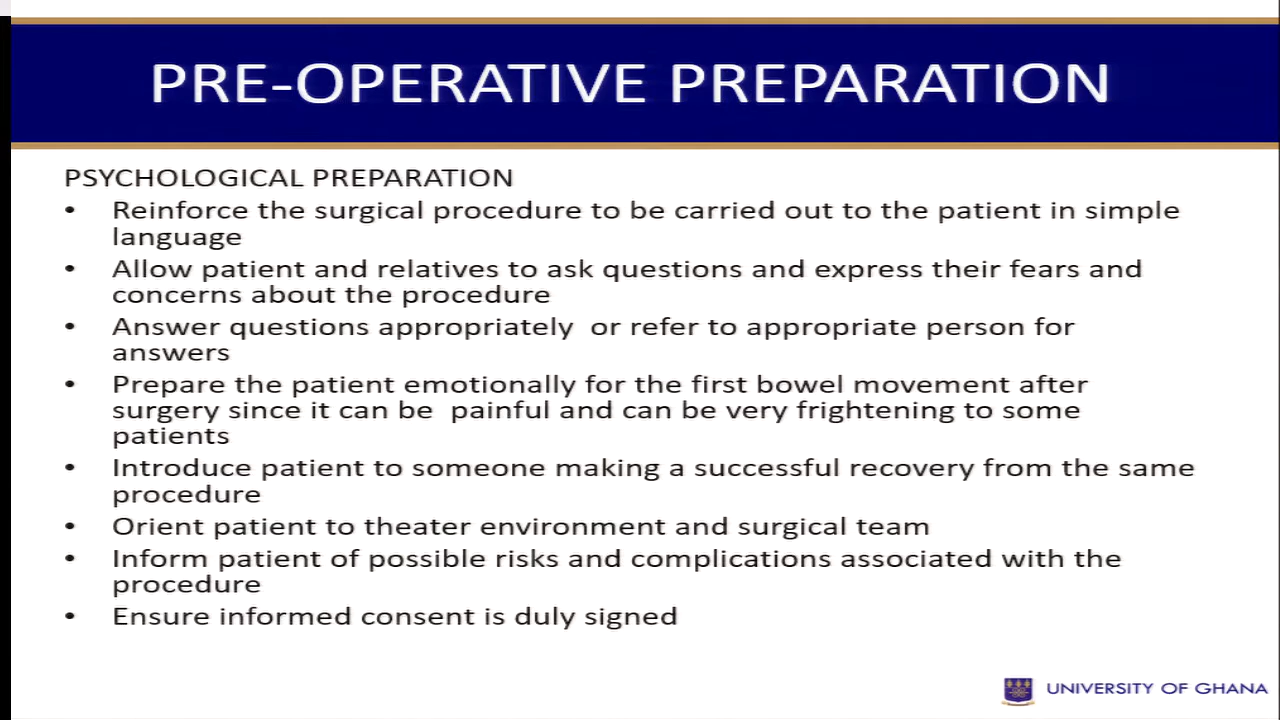 PRE-OPERATIVE PREPARATION
PSYCHOLOGICAL PREPARATION
• Reinforce the surgical procedure to be carried out to the patient in simple
language
• Allow patient and relatives to ask questions and express their fears and
concerns about the procedure
• Answer questions appropriately  or refer to appropriate person for
answers
• Prepare the patient emotionally for the first bowel movement after
surgery since it can be  painful and can be very frightening to some
patients
• Introduce patient to someone making a successful recovery from the same
procedure
• Orient patient to theater environment and surgical team
• Inform patient of possible risks and complications associated with the
procedure
• Ensure informed consent is duly signed
UNIVERSITY OF GHANA